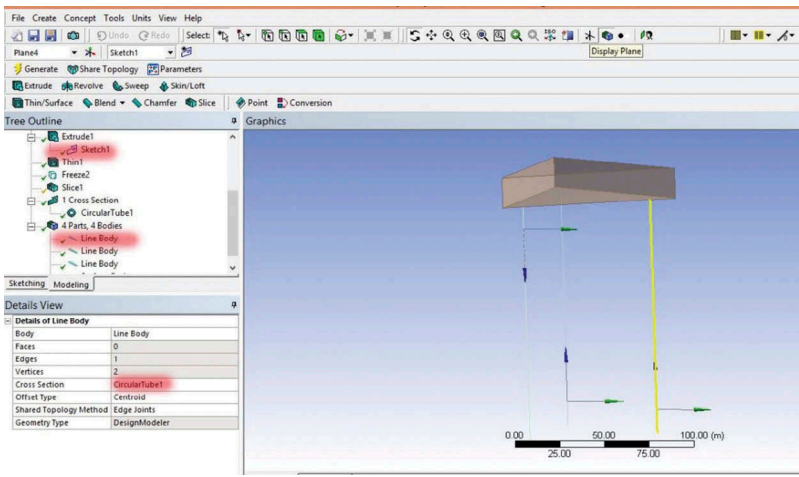 File Create Concept Tools Units View Help
Undo Redo Select:
Plane4 Sketch1
Display Plane
Generate Share Topology Parameters
Extrude Revolve Sweep Skin/Loft
Thin/Surface Blend Chamfer Slice Point Conversion
Tree Outline
Graphics
Extrude1
Sketch1
Thin1
Freeze2
Slice1
1 Cross Section
CircularTube1
4 Parts, 4 Bodies
Line Body
Line Body
Line Body
Sketching Modeling
Details View
Details of Line Body
Body Line Body
Faces 0
Edges 1
Vertices 2
Cross Section CircularTube1
Offset Type Centroid
Shared Topology Method Edge Joints
Geometry Type DesignModeler
0.00 50.00 100.00 (m)
25.00 75.00